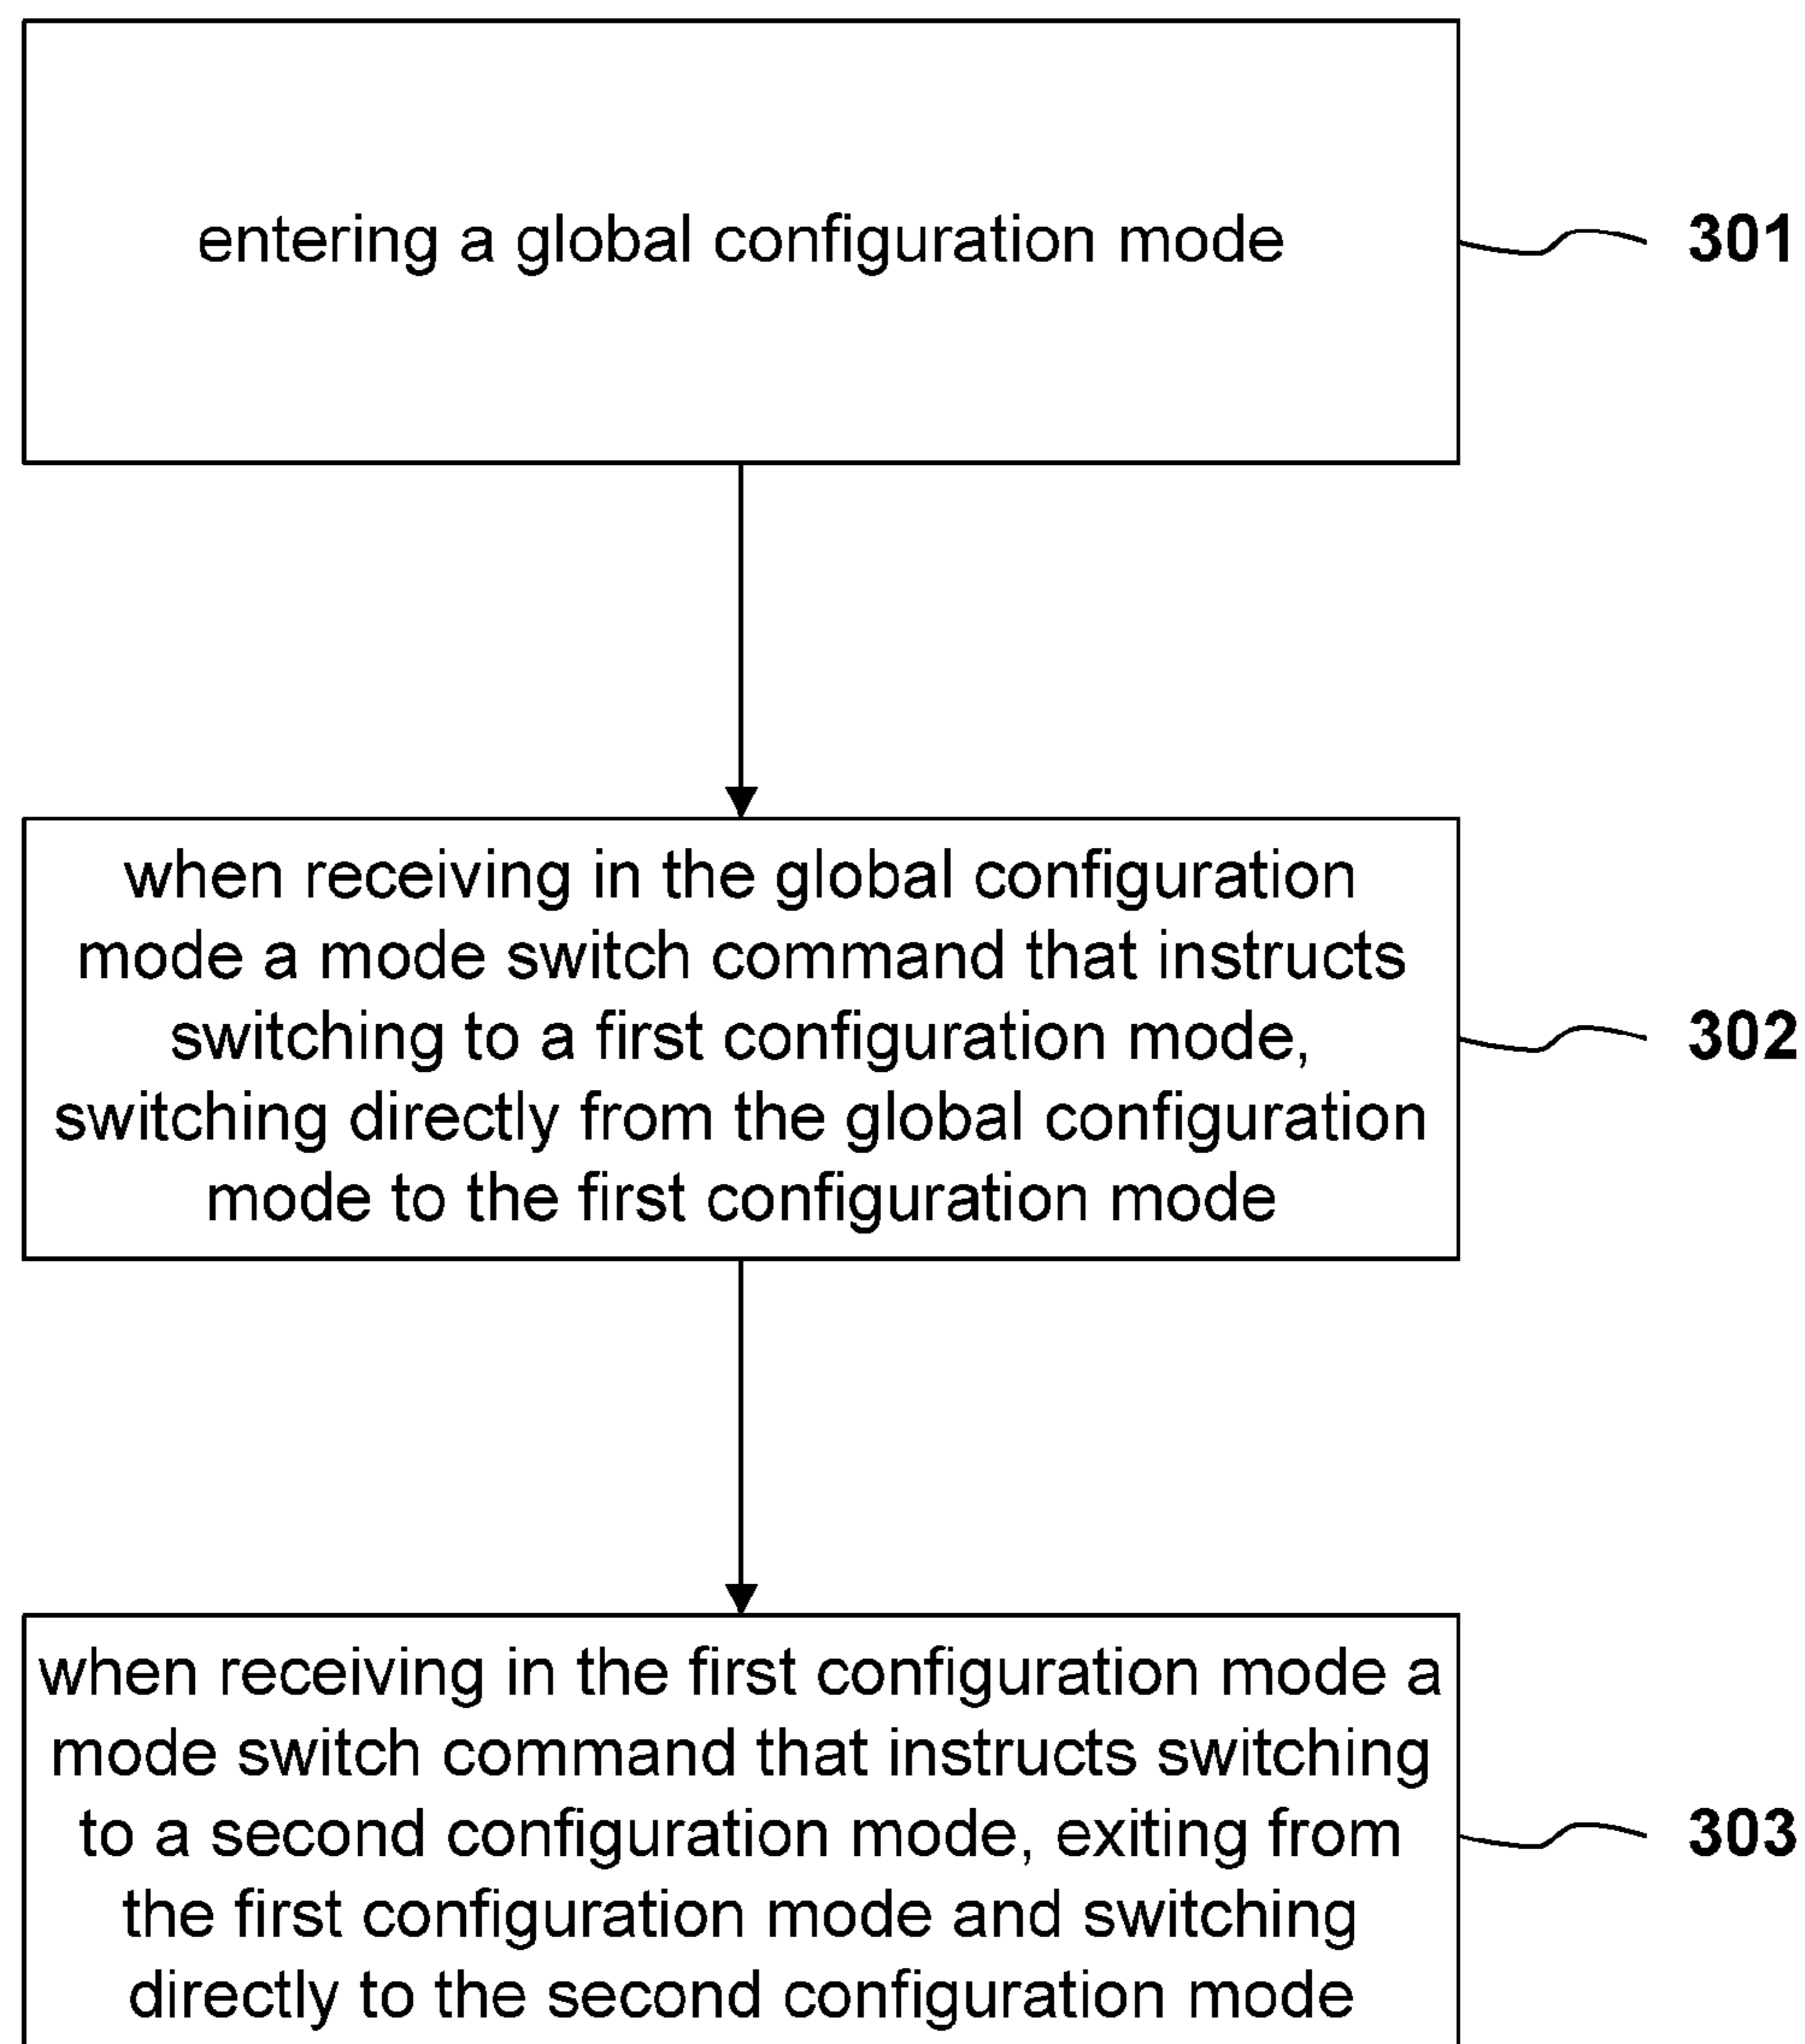 entering a global configuration mode
301
when receiving in the global configuration
mode a mode switch command that instructs
switching to a first configuration mode,
switching directly from the global configuration
mode to the first configuration mode
302
when receiving in the first configuration mode a
mode switch command that instructs switching
to a second configuration mode, exiting from
the first configuration mode and switching
directly to the second configuration mode
303